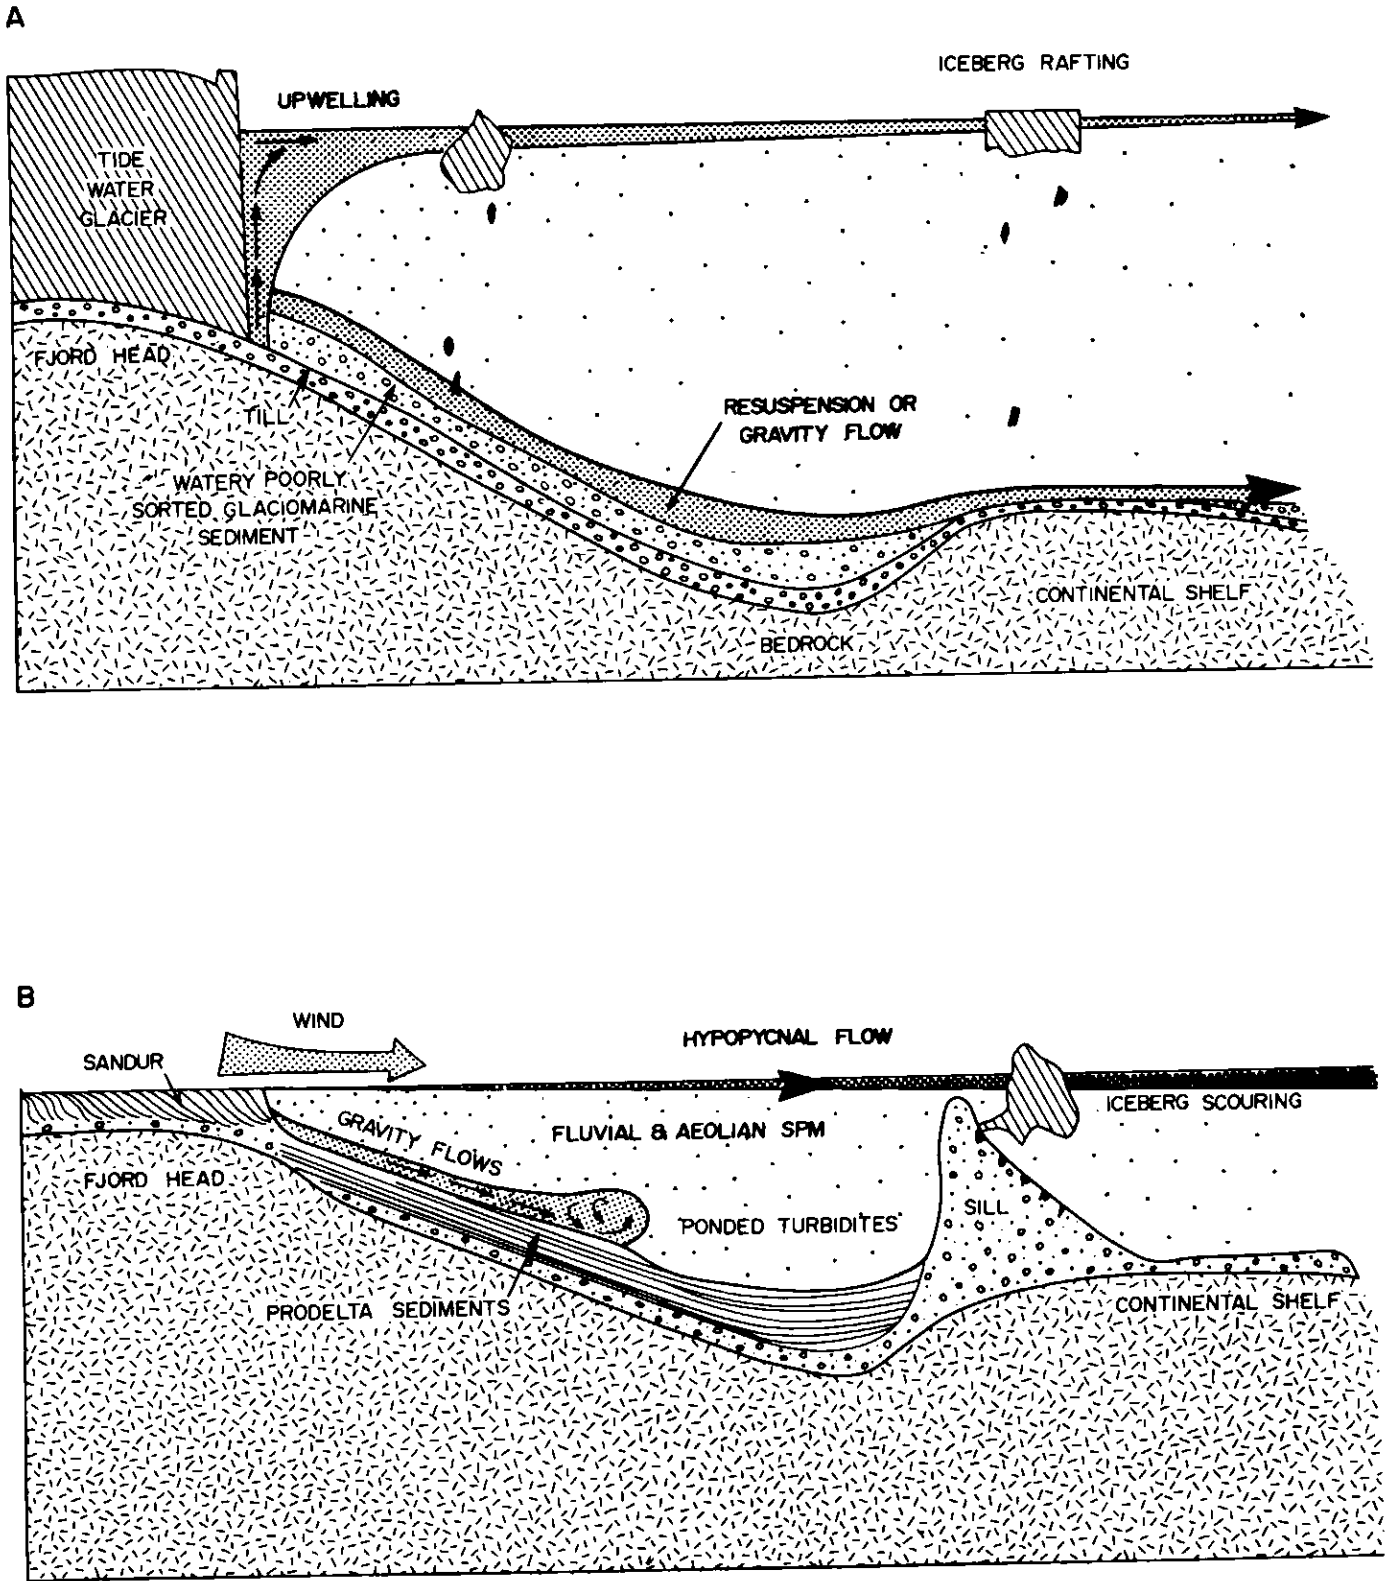 A
ICEBERG RAFTING
UPWELLING
TIDE
WATER
GLACIER
FJORD HEAD
TILL
RESUSPENSION OR
GRAVITY FLOW
WATERY POORLY
SORTED GLACIOMARINE
SEDIMENT
CONTINENTAL SHELF
BEDROCK
B
WIND
HYPOPYCNAL FLOW
SANDUR
ICEBERG SCOURING
GRAVITY FLOWS
FLUVIAL & AEOLIAN SPM
FJORD HEAD
SILL
'PONDED TURBIDITES'
PRODELTA SEDIMENTS
CONTINENTAL SHELF